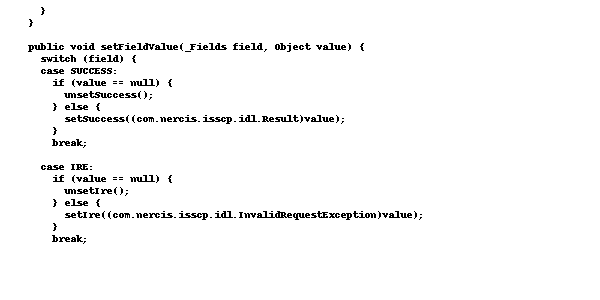 }
  }

  public void setFieldValue(_Fields field, Object value) {
    switch (field) {
    case SUCCESS:
      if (value == null) {
        unsetSuccess();
      } else {
        setSuccess((com.nercis.isscp.idl.Result)value);
      }
      break;

    case IRE:
      if (value == null) {
        unsetIre();
      } else {
        setIre((com.nercis.isscp.idl.InvalidRequestException)value);
      }
      break;